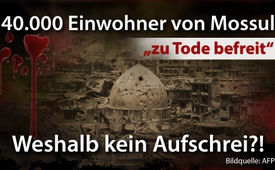 40.000 Einwohner von Mossul
„zu Tode befreit“
Weshalb kein Aufschrei?!
Bildquelle: AFP